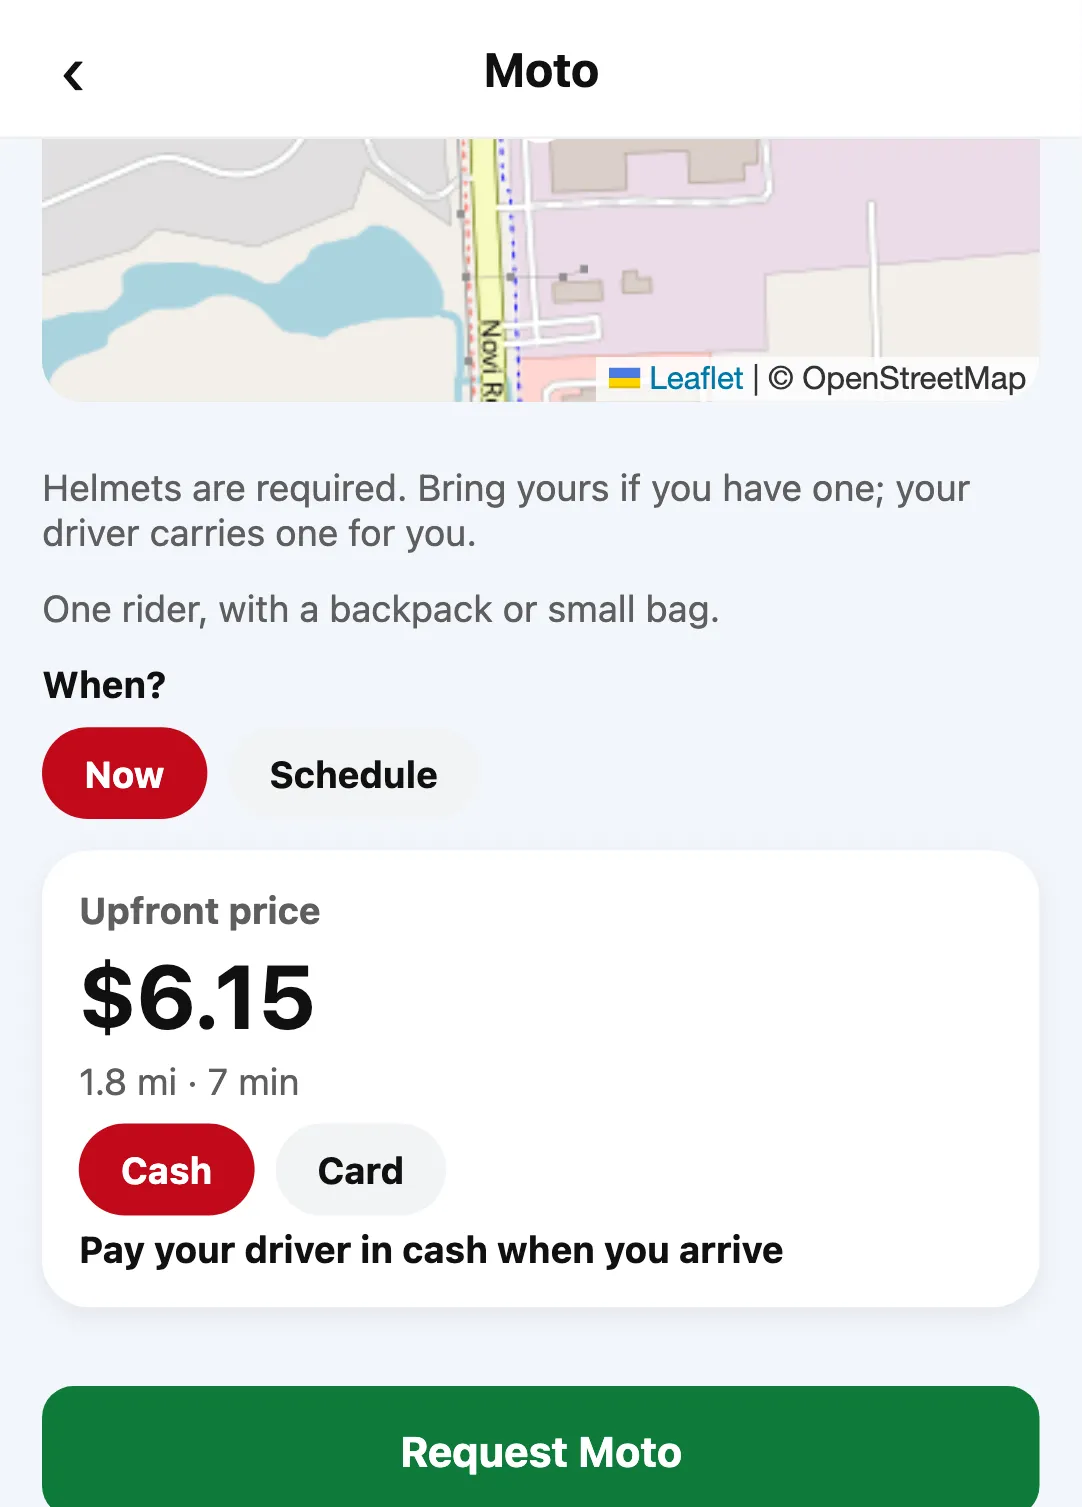 Moto
Novi R
Leaflet | © OpenStreetMap
Helmets are required. Bring yours if you have one; your
driver carries one for you.
One rider, with a backpack or small bag.
When?
Now
Schedule
Upfront price
$6.15
1.8 mi · 7 min
Cash
Card
Pay your driver in cash when you arrive
Request Moto